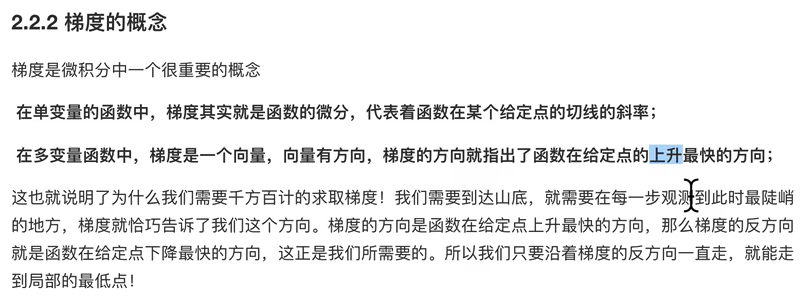 2.2.2 梯度的概念
梯度是微积分中一个很重要的概念
在单变量的函数中，梯度其实就是函数的微分，代表着函数在某个给定点的切线的斜率；
在多变量函数中，梯度是一个向量，向量有方向，梯度的方向就指出了函数在给定点的上升最快的方向；
这也就说明了为什么我们需要千方百计的求取梯度！我们需要到达山底，就需要在每一步观测到此时最陡峭
的地方，梯度就恰巧告诉了我们这个方向。梯度的方向是函数在给定点上升最快的方向，那么梯度的反方向
就是函数在给定点下降最快的方向，这正是我们所需要的。所以我们只要沿着梯度的反方向一直走，就能走
到局部的最低点！